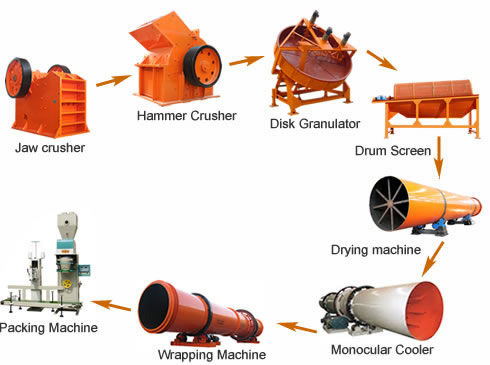 Jaw crusher
Hammer Crusher
Disk Granulator
Drum Screen
Drying machine
Monocular Cooler
Wrapping Machine
Packing Machine